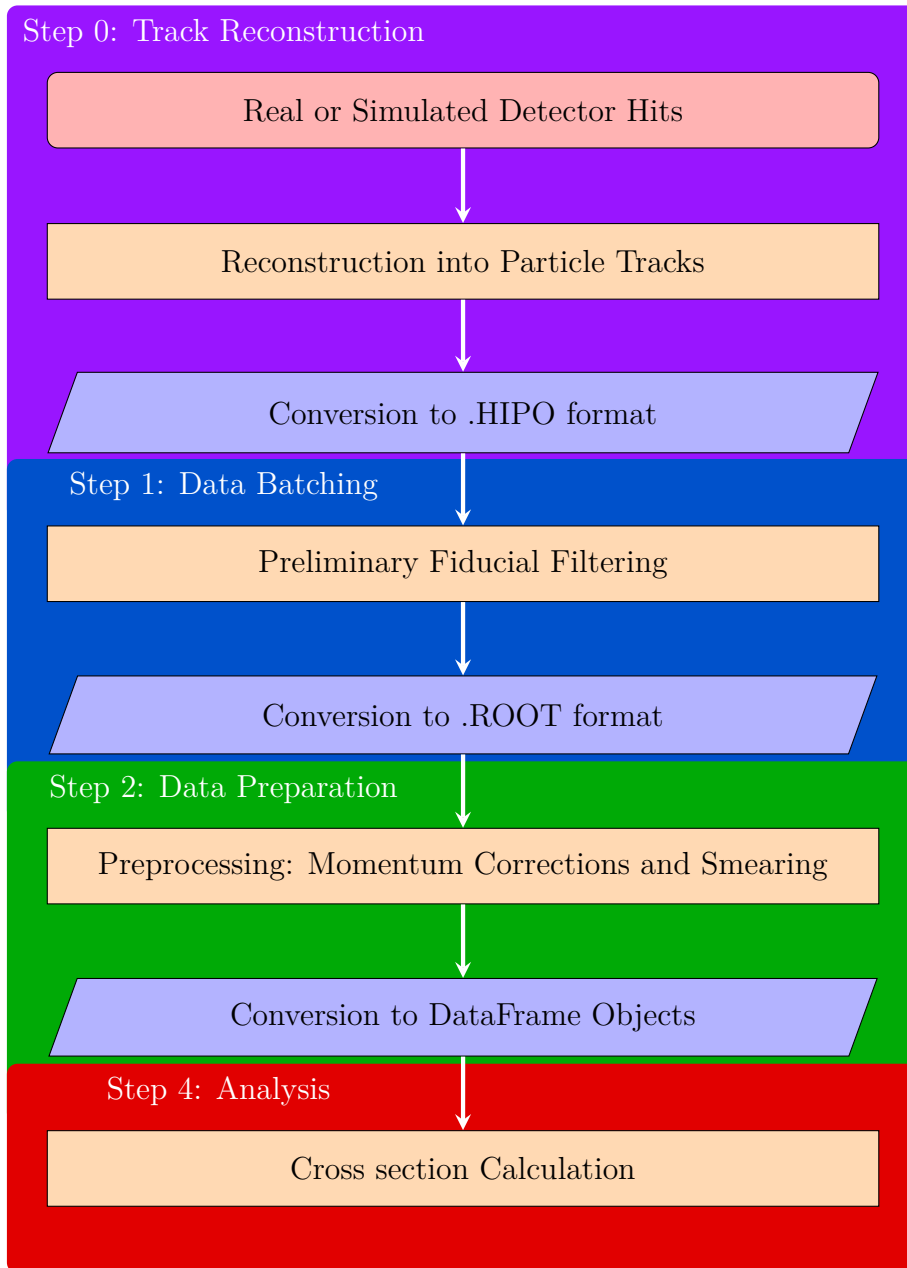 Step 0: Track Reconstruction
Real or Simulated Detector Hits
Reconstruction into Particle Tracks
Conversion to .HIPO format
Step 1: Data Batching
Preliminary Fiducial Filtering
Conversion to .ROOT format
Step 2: Data Preparation
Preprocessing: Momentum Corrections and Smearing
Conversion to DataFrame Objects
Step 4: Analysis
Cross section Calculation